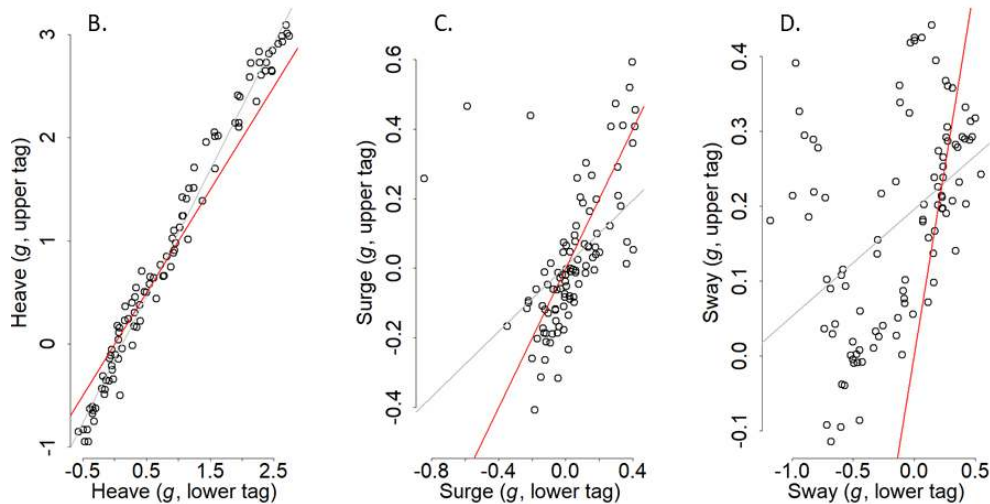 B.
Heave (g, upper tag)
3
2
1
0
-1
-0.5 0.5 1.5 2.5
Heave (g, lower tag)
C.
Surge (g, upper tag)
0.6
0.4
0.2
0.0
-0.2
-0.4
-0.8 -0.4 0.0 0.4
Surge (g, lower tag)
D.
Sway (g, upper tag)
0.4
0.3
0.2
0.1
0.0
-0.1
-1.0 -0.5 0.0 0.5
Sway (g, lower tag)